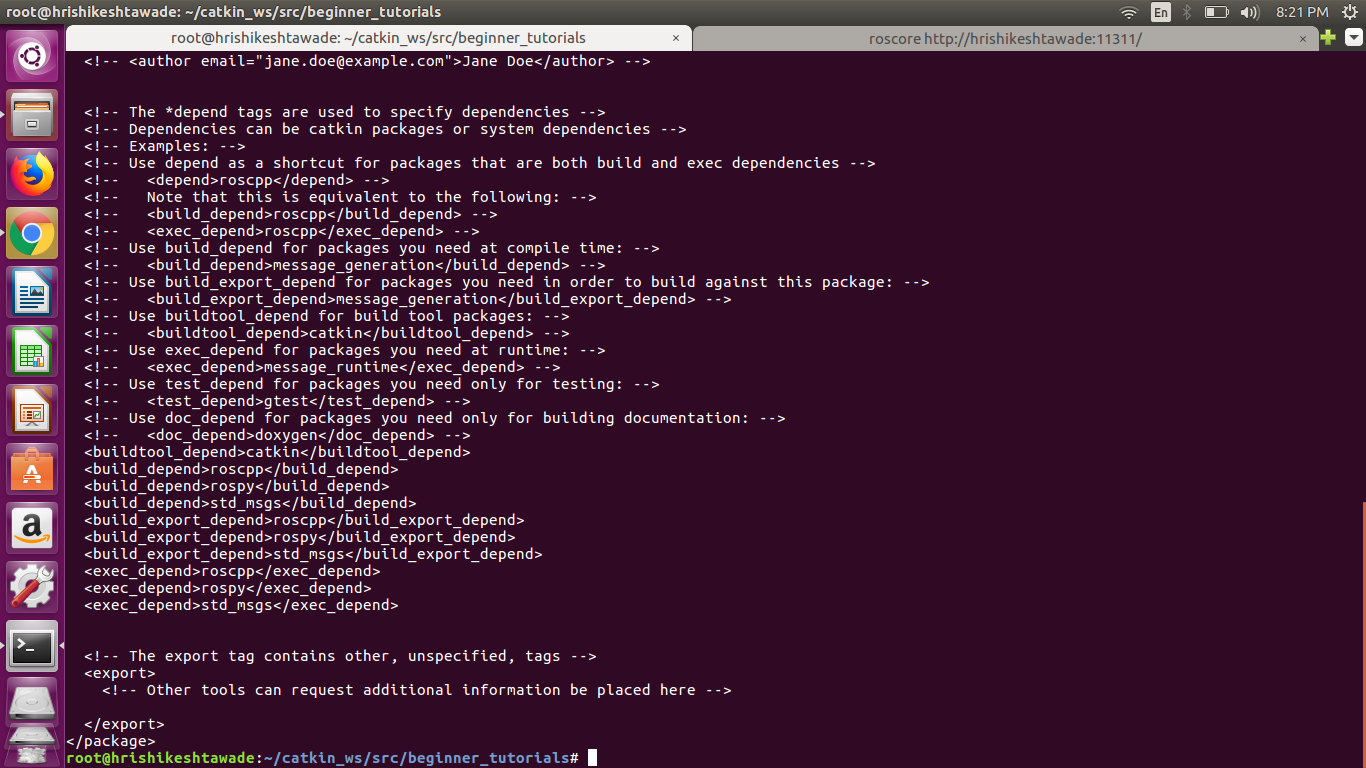 root@hrishikeshtawade: ~/catkin_ws/src/beginner_tutorials
En
8:21 PM
root@hrishikeshtawade: ~/catkin_ws/src/beginner_tutorials ×
roscore http://hrishikeshtawade:11311/ ×
<!-- <author email="jane.doe@example.com">Jane Doe</author> -->
<!-- The *depend tags are used to specify dependencies -->
<!-- Dependencies can be catkin packages or system dependencies -->
<!-- Examples: -->
<!-- Use depend as a shortcut for packages that are both build and exec dependencies -->
<!--   <depend>roscpp</depend> -->
<!--   Note that this is equivalent to the following: -->
<!--   <build_depend>roscpp</build_depend> -->
<!--   <exec_depend>roscpp</exec_depend> -->
<!-- Use build_depend for packages you need at compile time: -->
<!--   <build_depend>message_generation</build_depend> -->
<!-- Use build_export_depend for packages you need in order to build against this package: -->
<!--   <build_export_depend>message_generation</build_export_depend> -->
<!-- Use buildtool_depend for build tool packages: -->
<!--   <buildtool_depend>catkin</buildtool_depend> -->
<!-- Use exec_depend for packages you need at runtime: -->
<!--   <exec_depend>message_runtime</exec_depend> -->
<!-- Use test_depend for packages you need only for testing: -->
<!--   <test_depend>gtest</test_depend> -->
<!-- Use doc_depend for packages you need only for building documentation: -->
<!--   <doc_depend>doxygen</doc_depend> -->
<buildtool_depend>catkin</buildtool_depend>
<build_depend>roscpp</build_depend>
<build_depend>rospy</build_depend>
<build_depend>std_msgs</build_depend>
<build_export_depend>roscpp</build_export_depend>
<build_export_depend>rospy</build_export_depend>
<build_export_depend>std_msgs</build_export_depend>
<exec_depend>roscpp</exec_depend>
<exec_depend>rospy</exec_depend>
<exec_depend>std_msgs</exec_depend>
<!-- The export tag contains other, unspecified, tags -->
<export>
<!-- Other tools can request additional information be placed here -->
</export>
</package>
root@hrishikeshtawade:~/catkin_ws/src/beginner_tutorials#